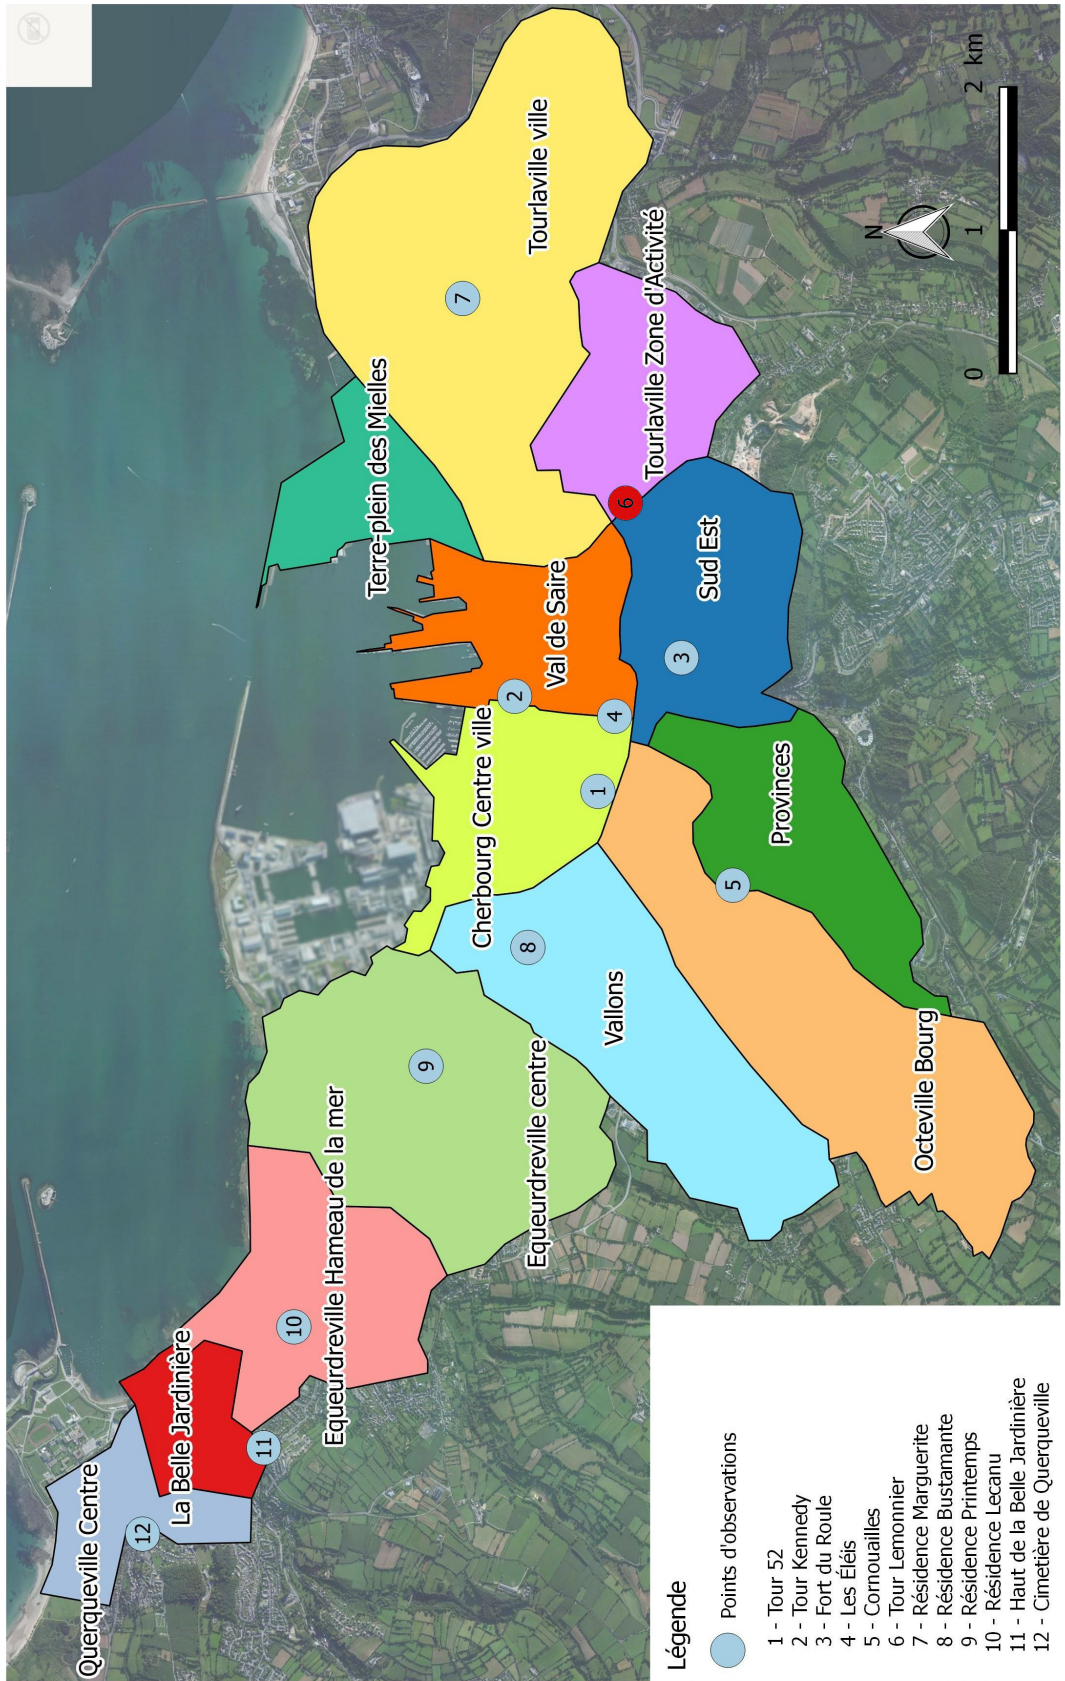 Querqueville Centre
La Belle Jardinière
Equeurdreville Hameau de la mer
Equeurdreville centre
Cherbourg Centre ville
Vallons
Octeville Bourg
Provinces
Val de Saire
Sud Est
Terre-plein des Mielles
Tourlaville ville
Tourlaville Zone d'Activité
12
11
10
9
8
1
2
4
5
3
6
7
N
0 1 2 km
Légende
Points d'observations
1 - Tour 52
2 - Tour Kennedy
3 - Fort du Roule
4 - Les Éléis
5 - Cornouailles
6 - Tour Lemonnier
7 - Résidence Marguerite
8 - Résidence Bustamante
9 - Résidence Printemps
10 - Résidence Lecanu
11 - Haut de la Belle Jardinière
12 - Cimetière de Querqueville